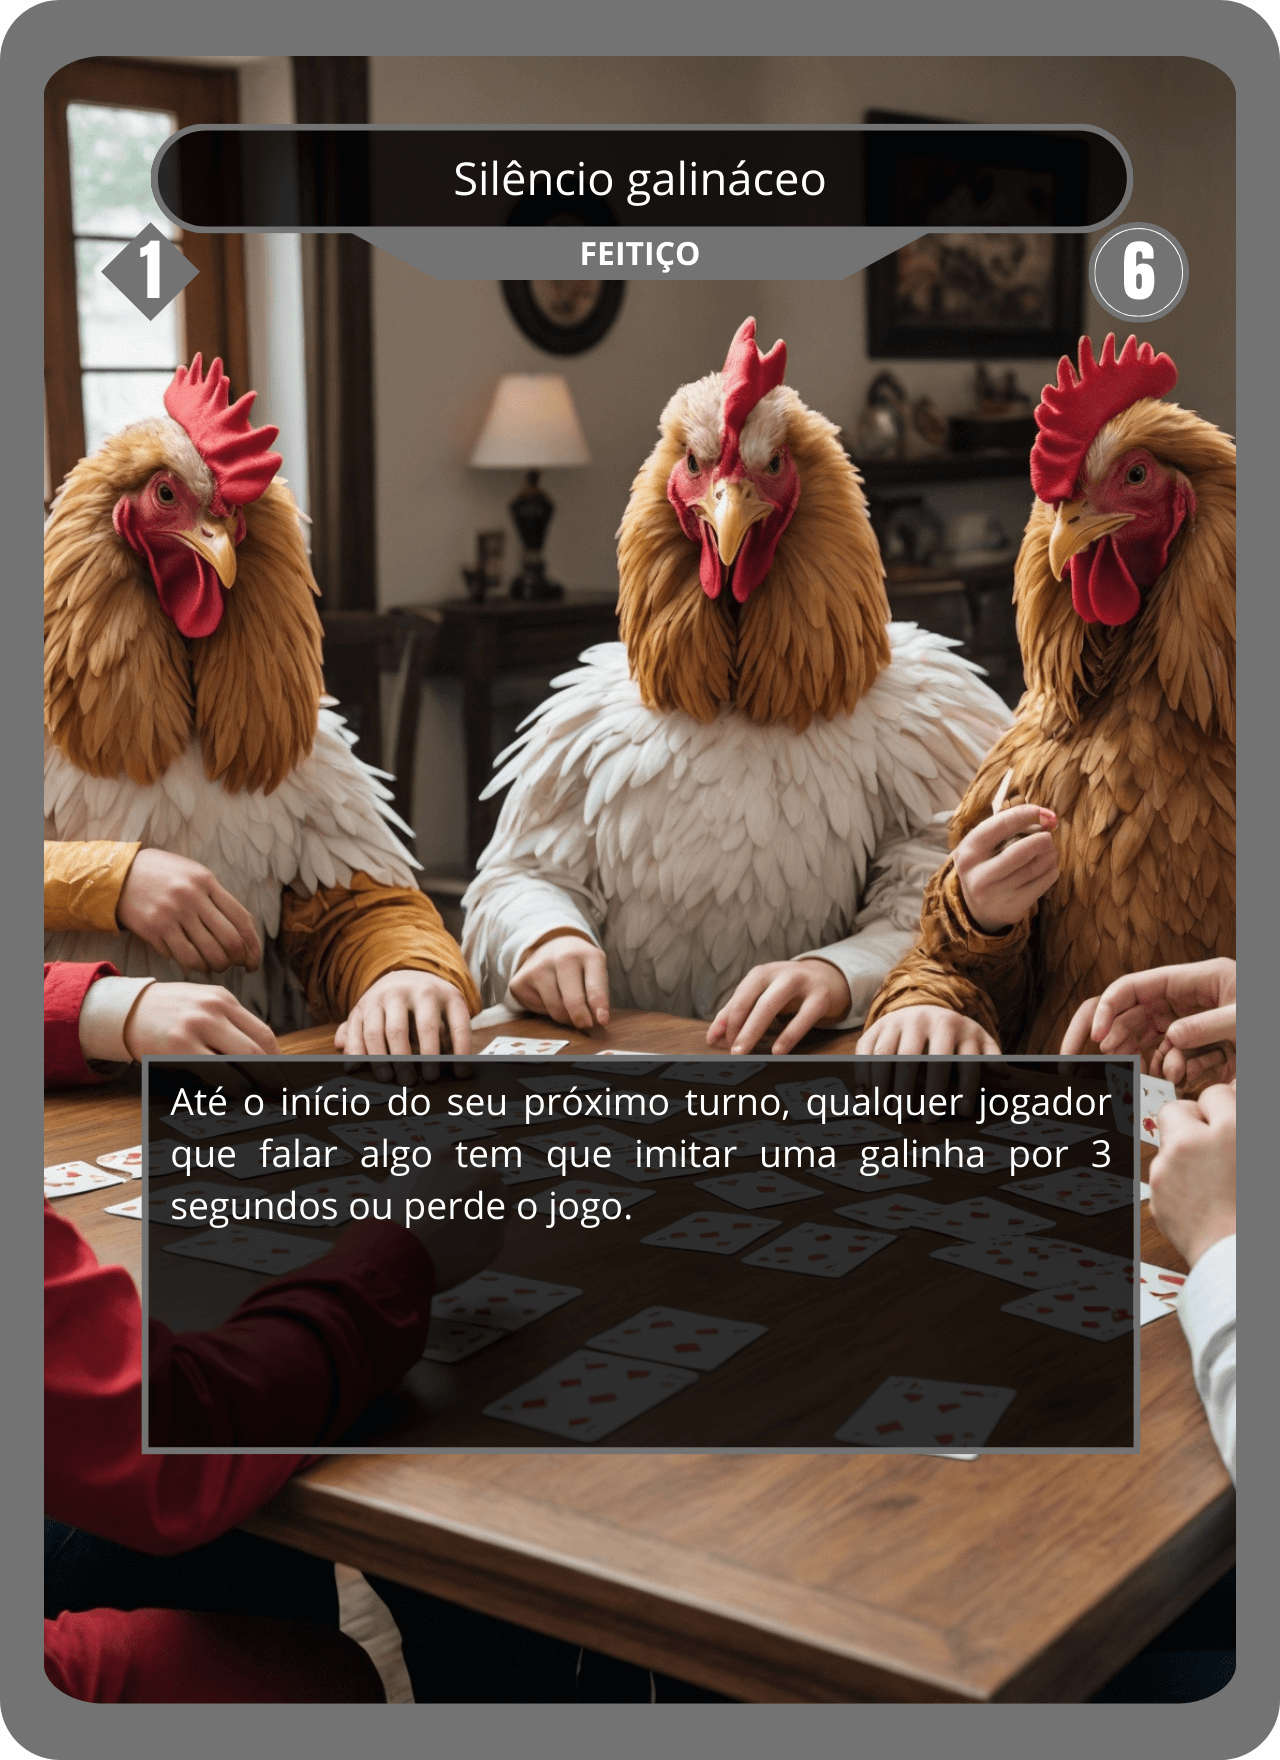 Silêncio galináceo
FEITIÇO
1
6
Até o início do seu próximo turno, qualquer jogador
que falar algo tem que imitar uma galinha por 3
segundos ou perde o jogo.